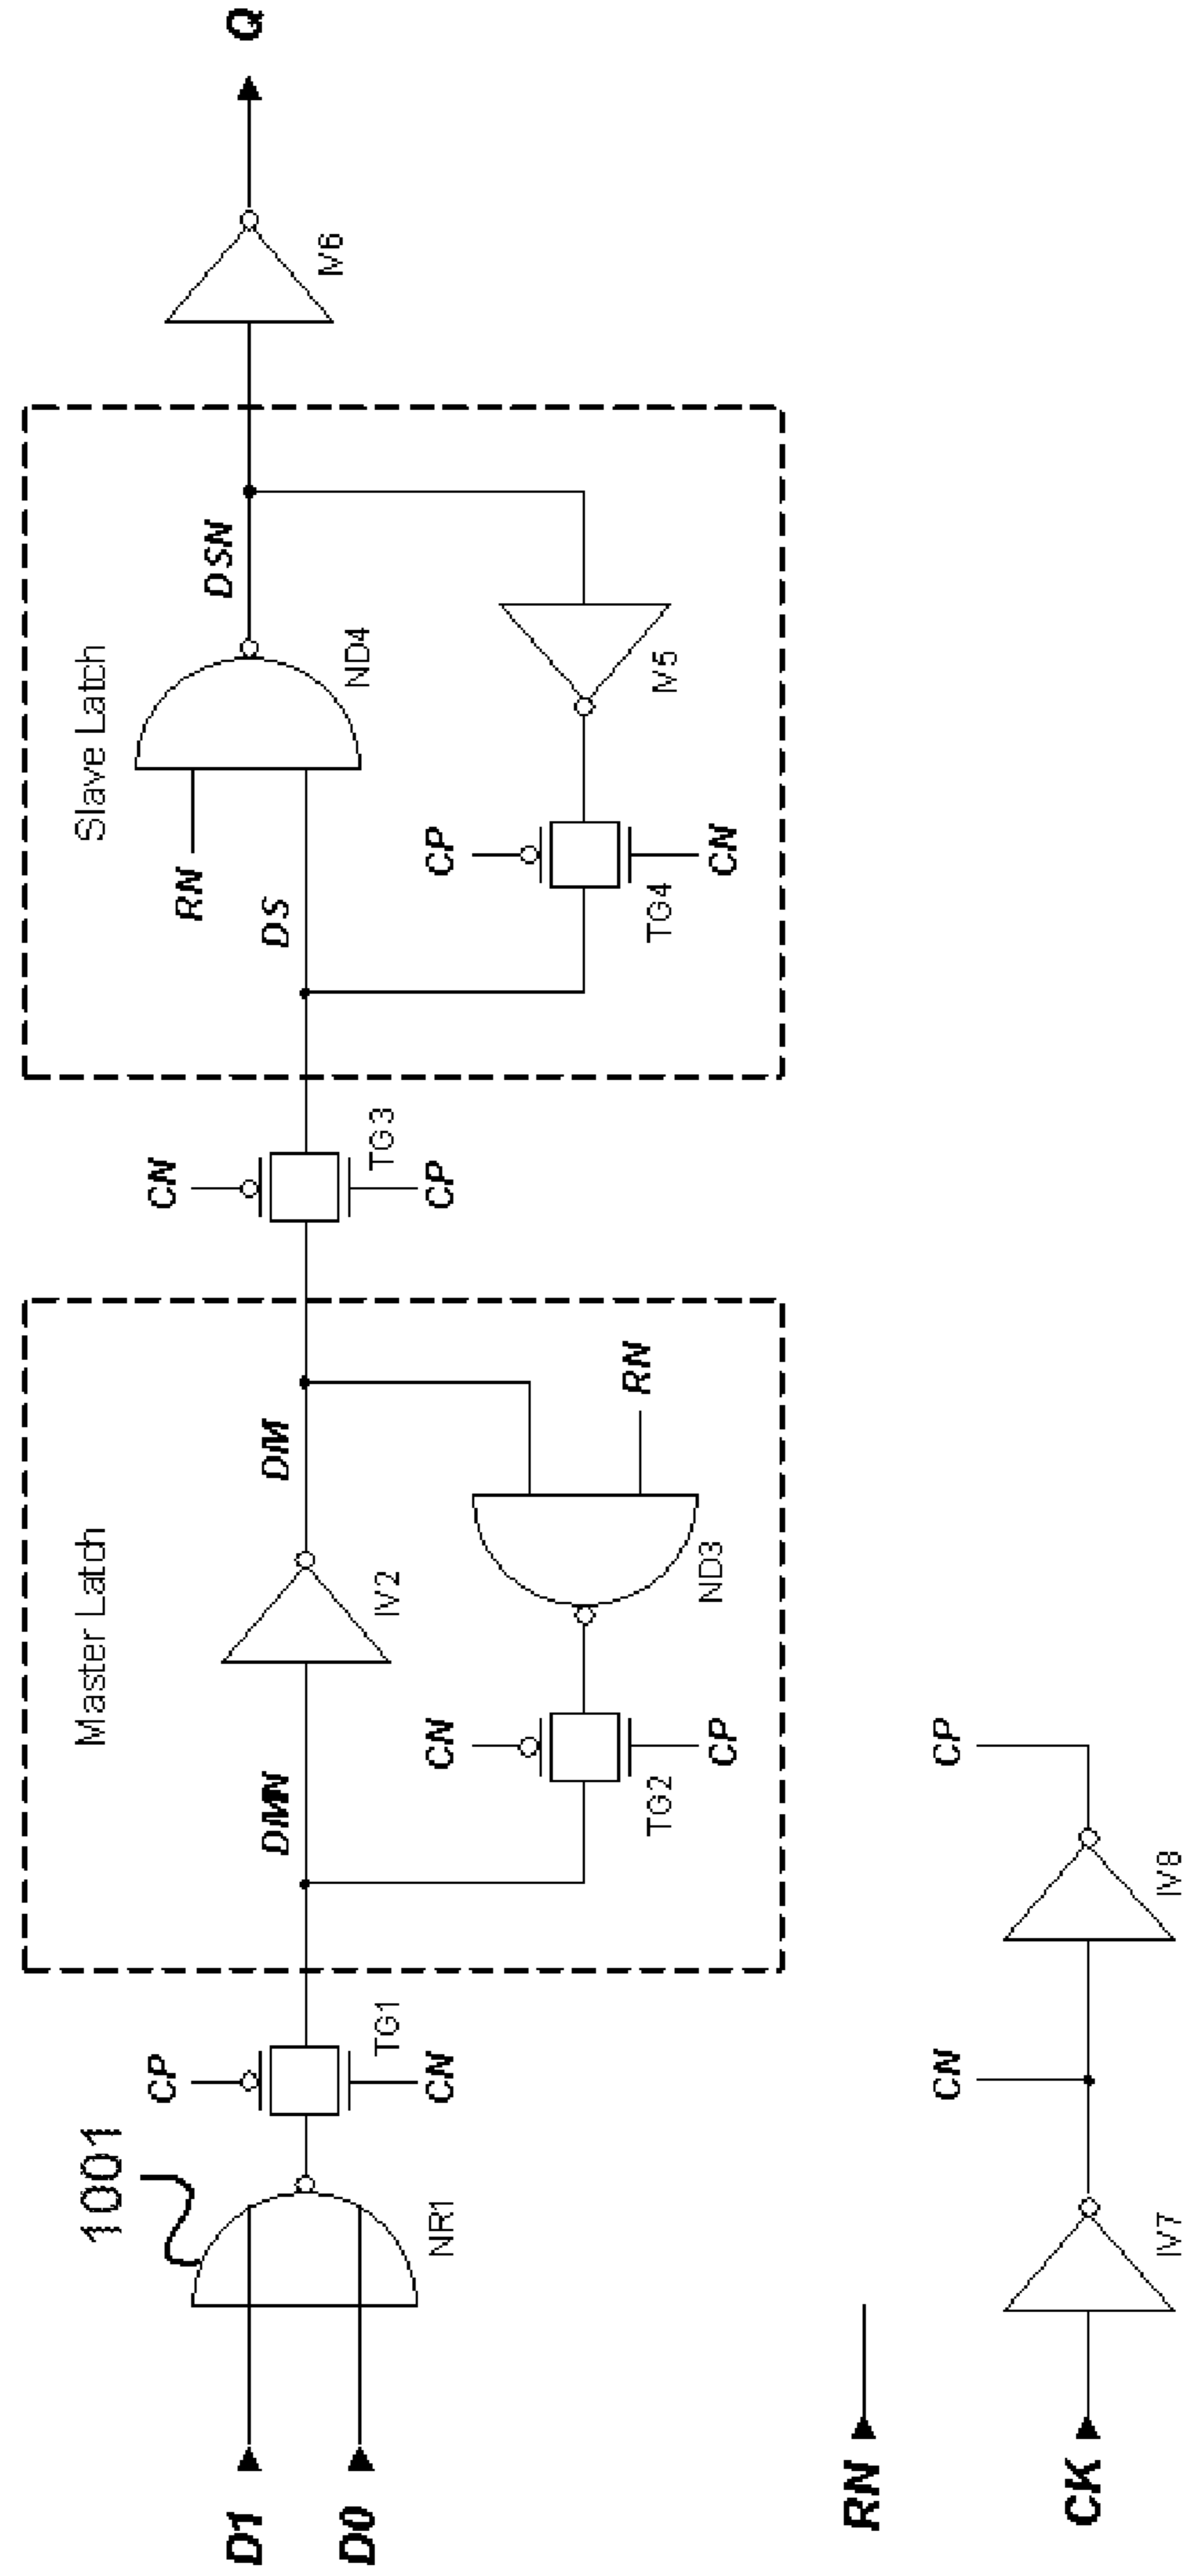 D1
D0
1001
NR1
CP
CN
TG1
Master Latch
DMN
IV2
DM
CN
CP
TG2
ND3
RN
CN
CP
TG3
Slave Latch
RN
DS
ND4
DSN
CP
CN
TG4
IV5
IV6
Q
RN
CK
IV7
CN
IV8
CP